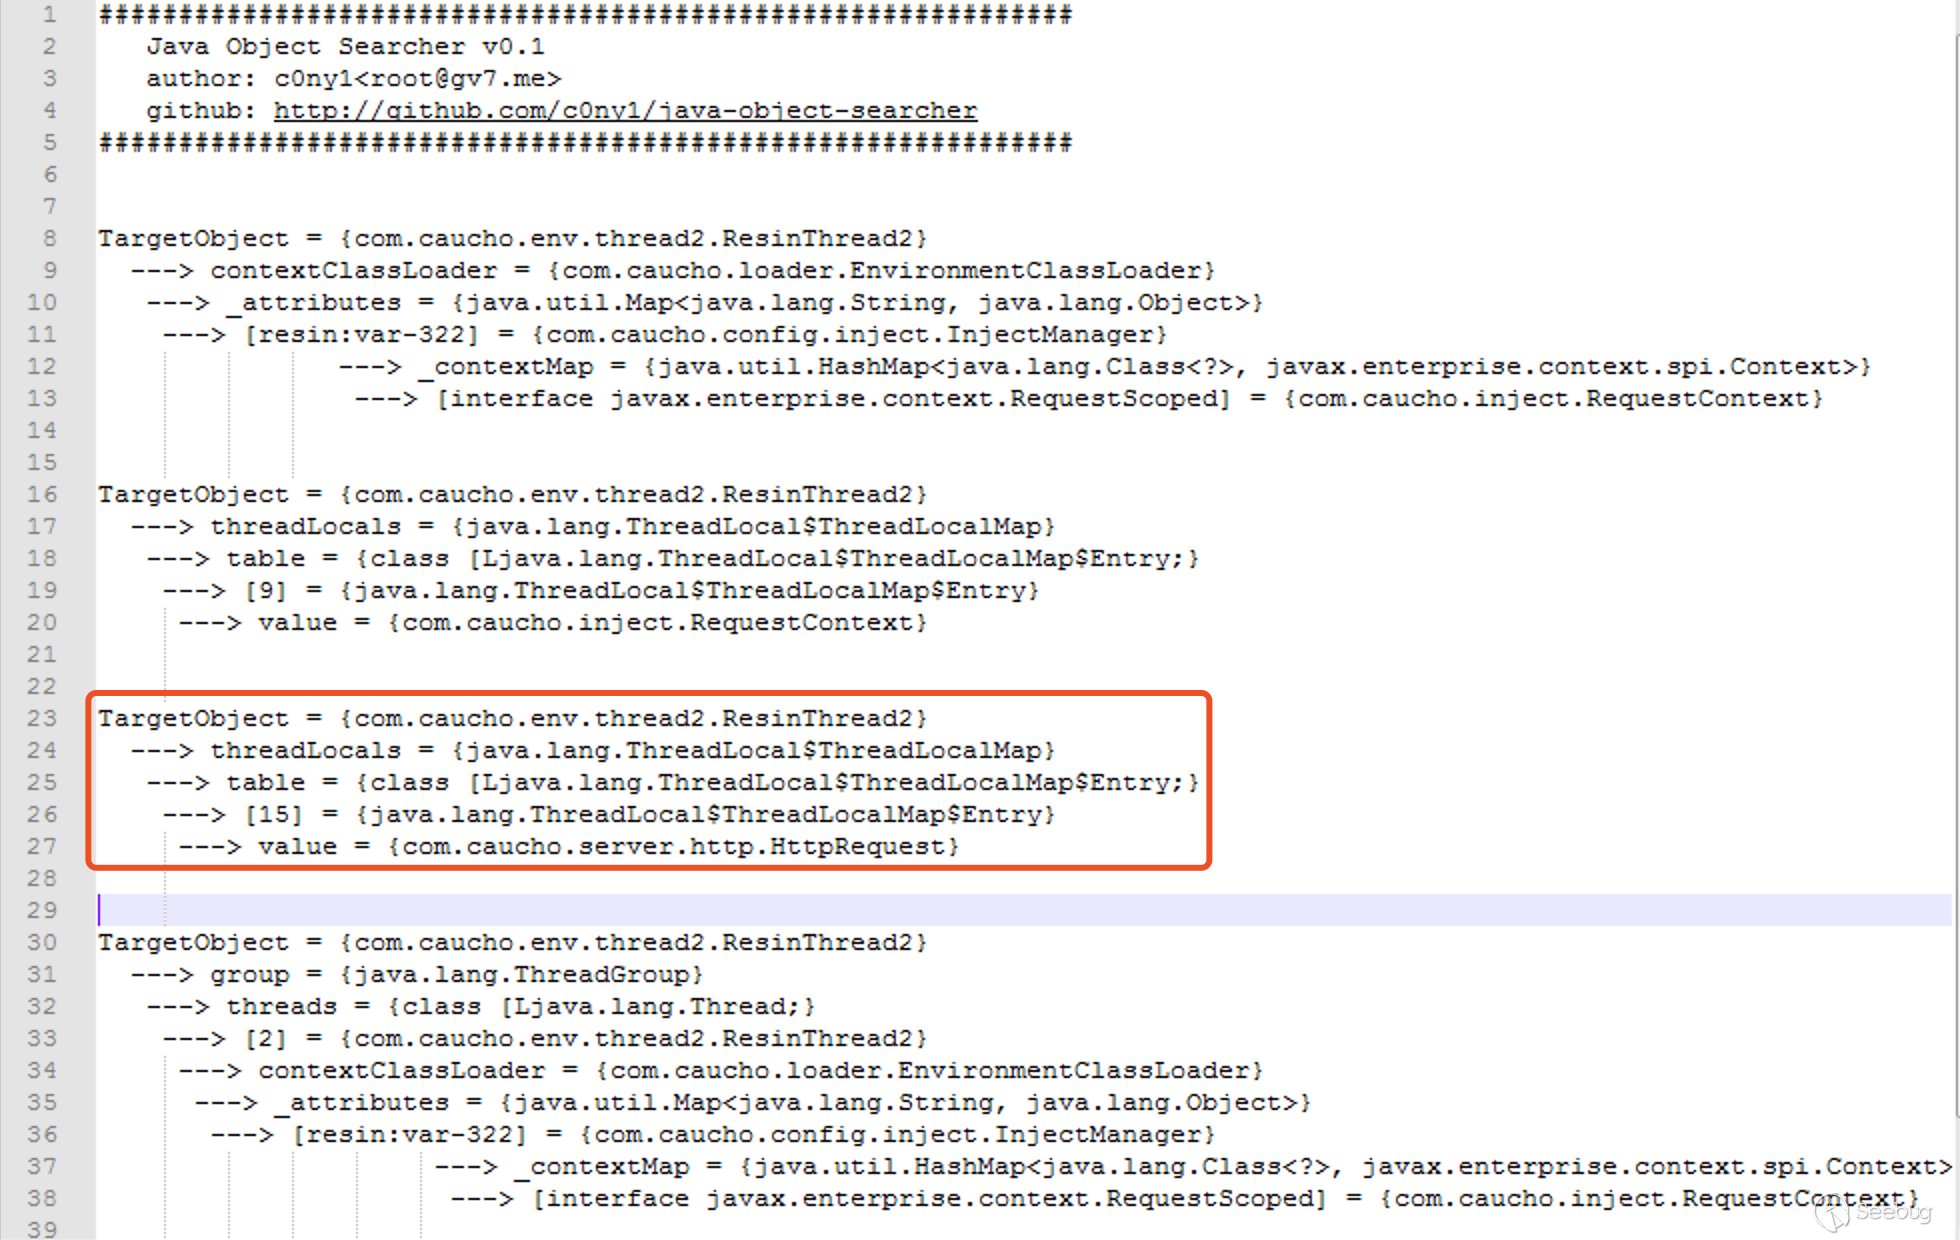 1 #############################################################
2 Java Object Searcher v0.1
3 author: c0ny1<root@gv7.me>
4 github: http://github.com/c0ny1/java-object-searcher
5 #############################################################
6
7
8 TargetObject = {com.caucho.env.thread2.ResinThread2}
9 ---> contextClassLoader = {com.caucho.loader.EnvironmentClassLoader}
10 ---> _attributes = {java.util.Map<java.lang.String, java.lang.Object>}
11 ---> [resin:var-322] = {com.caucho.config.inject.InjectManager}
12 ---> _contextMap = {java.util.HashMap<java.lang.Class<?>, javax.enterprise.context.spi.Context>}
13 ---> [interface javax.enterprise.context.RequestScoped] = {com.caucho.inject.RequestContext}
14
15
16 TargetObject = {com.caucho.env.thread2.ResinThread2}
17 ---> threadLocals = {java.lang.ThreadLocal$ThreadLocalMap}
18 ---> table = {class [Ljava.lang.ThreadLocal$ThreadLocalMap$Entry;}
19 ---> [9] = {java.lang.ThreadLocal$ThreadLocalMap$Entry}
20 ---> value = {com.caucho.inject.RequestContext}
21
22
23 TargetObject = {com.caucho.env.thread2.ResinThread2}
24 ---> threadLocals = {java.lang.ThreadLocal$ThreadLocalMap}
25 ---> table = {class [Ljava.lang.ThreadLocal$ThreadLocalMap$Entry;}
26 ---> [15] = {java.lang.ThreadLocal$ThreadLocalMap$Entry}
27 ---> value = {com.caucho.server.http.HttpRequest}
28
29
30 TargetObject = {com.caucho.env.thread2.ResinThread2}
31 ---> group = {java.lang.ThreadGroup}
32 ---> threads = {class [Ljava.lang.Thread;}
33 ---> [2] = {com.caucho.env.thread2.ResinThread2}
34 ---> contextClassLoader = {com.caucho.loader.EnvironmentClassLoader}
35 ---> _attributes = {java.util.Map<java.lang.String, java.lang.Object>}
36 ---> [resin:var-322] = {com.caucho.config.inject.InjectManager}
37 ---> _contextMap = {java.util.HashMap<java.lang.Class<?>, javax.enterprise.context.spi.Context>
38 ---> [interface javax.enterprise.context.RequestScoped] = {com.caucho.inject.RequestContext}
39
Seebug